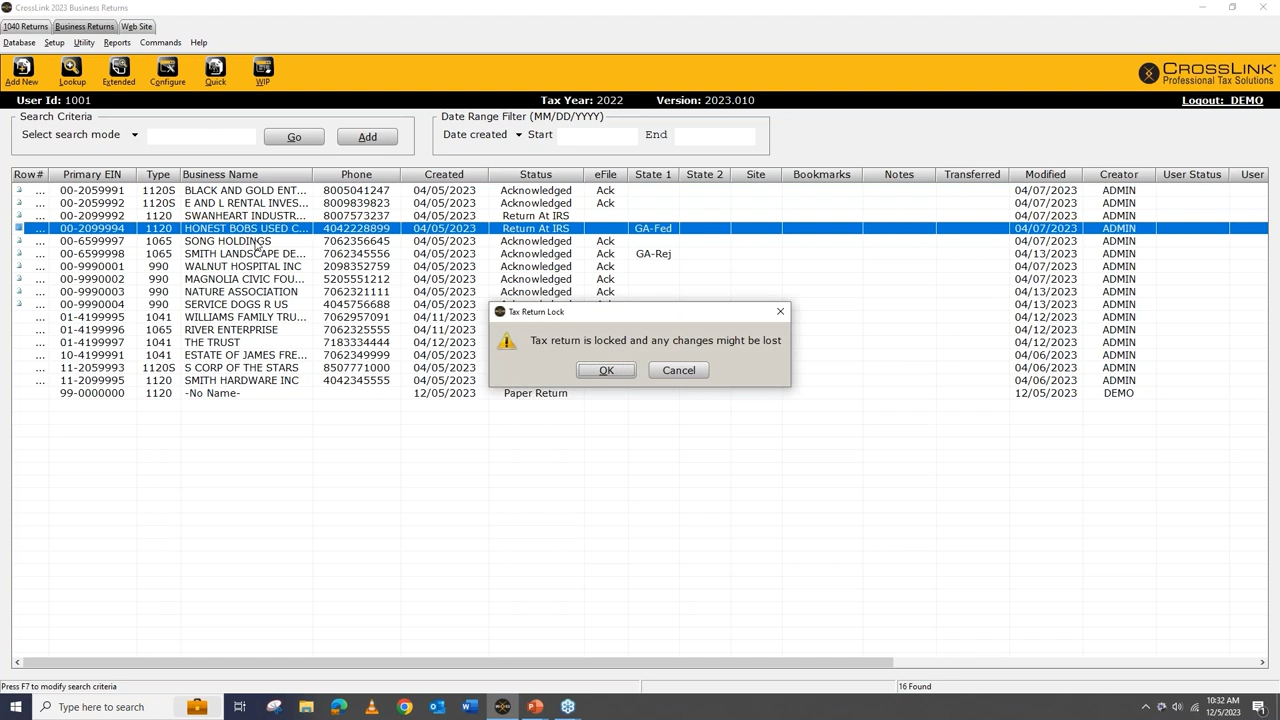 CrossLink 2023 Business Returns
1040 Returns Business Returns Web Site
Database Setup Utility Reports Commands Help
Add New Lookup Extended Configure Quick WIP
CROSSLINK
Professional Tax Solutions
User Id: 1001 Tax Year: 2022 Version: 2023.010 Logout: DEMO
Search Criteria Date Range Filter (MM/DD/YYYY)
Select search mode Go Add Date created Start End
Row# Primary EIN Type Business Name Phone Created Status eFile State 1 State 2 Site Bookmarks Notes Transferred Modified Creator User Status User
... 00-2059991 1120S BLACK AND GOLD ENT... 8005041247 04/05/2023 Acknowledged Ack 04/07/2023 ADMIN
... 00-2059992 1120S E AND L RENTAL INVES... 8009839823 04/05/2023 Acknowledged Ack 04/07/2023 ADMIN
... 00-2099992 1120 SWANHEART INDUSTR... 8007573237 04/05/2023 Return At IRS 04/07/2023 ADMIN
... 00-2099994 1120 HONEST BOBS USED C... 4042228899 04/05/2023 Return At IRS GA-Fed 04/07/2023 ADMIN
... 00-6599997 1065 SONG HOLDINGS 7062356645 04/05/2023 Acknowledged Ack 04/07/2023 ADMIN
... 00-6599998 1065 SMITH LANDSCAPE DE... 7062345556 04/05/2023 Acknowledged Ack GA-Rej 04/13/2023 ADMIN
... 00-9990001 990 WALNUT HOSPITAL INC 2098352759 04/05/2023 Acknowledged Ack 04/07/2023 ADMIN
... 00-9990002 990 MAGNOLIA CIVIC FOU... 5205551212 04/05/2023 Acknowledged Ack 04/07/2023 ADMIN
... 00-9990003 990 NATURE ASSOCIATION 7062321111 04/05/2023 Acknowledged Ack 04/13/2023 ADMIN
... 00-9990004 990 SERVICE DOGS R US 4045756688 04/05/2023 04/13/2023 ADMIN
... 01-4199995 1041 WILLIAMS FAMILY TRU... 7062957091 04/11/2023 04/11/2023 ADMIN
... 01-4199996 1065 RIVER ENTERPRISE 7062325555 04/12/2023 04/12/2023 ADMIN
... 01-4199997 1041 THE TRUST 7183334444 04/12/2023 04/12/2023 ADMIN
... 10-4199991 1041 ESTATE OF JAMES FRE... 7062349999 04/05/2023 04/06/2023 ADMIN
... 11-2059993 1120S S CORP OF THE STARS 8507771000 04/05/2023 04/06/2023 ADMIN
... 11-2099995 1120 SMITH HARDWARE INC 4042345555 04/05/2023 04/06/2023 ADMIN
99-0000000 1120 -No Name- 12/05/2023 Paper Return 12/05/2023 DEMO
Tax Return Lock
Tax return is locked and any changes might be lost
OK Cancel
Press F7 to modify search criteria 16 Found
Type here to search
10:32 AM
12/5/2023